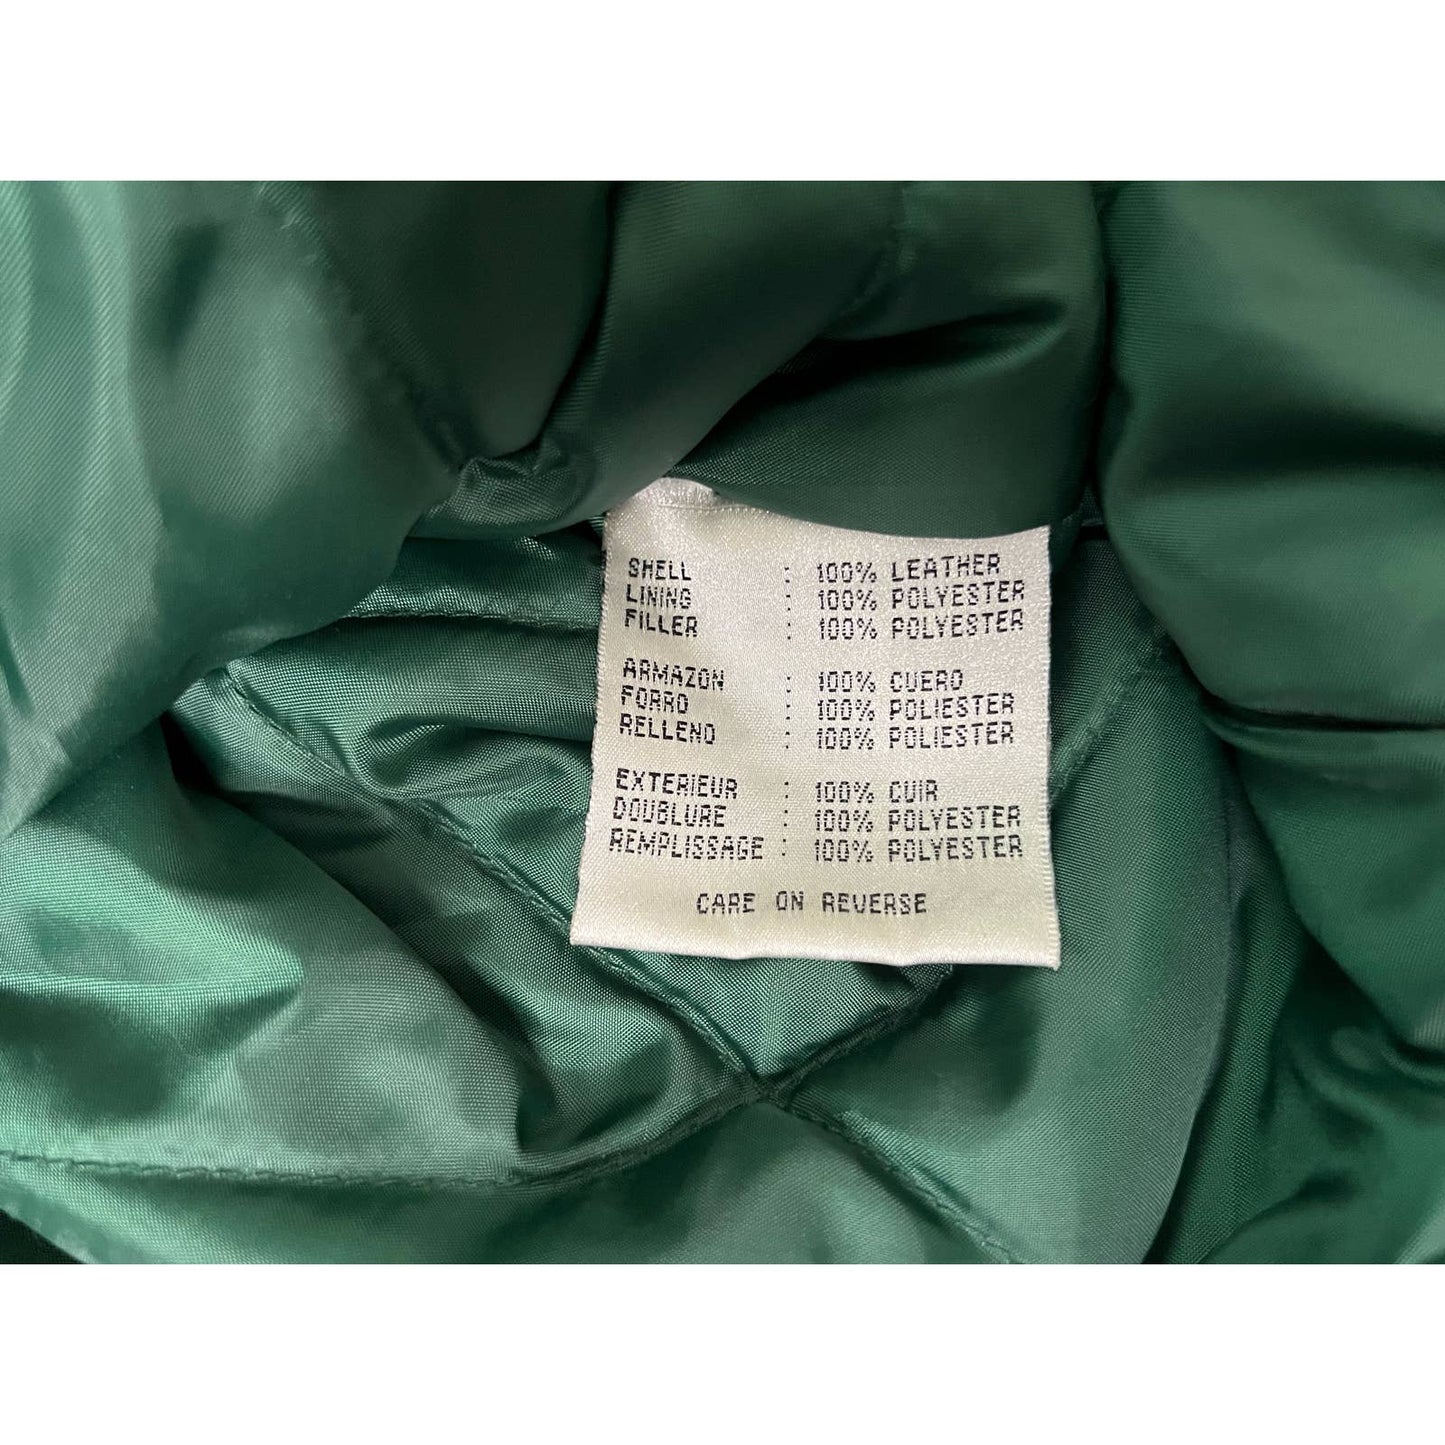 SHELL : 100% LEATHER
LINING : 100% POLYESTER
FILLER : 100% POLYESTER
ARMAZON : 100% CUERO
FORRO : 100% POLIESTER
RELLENO : 100% POLIESTER
EXTERIEUR : 100% CUIR
DOUBLURE : 100% POLYESTER
REMPLISSAGE : 100% POLYESTER
CARE ON REVERSE